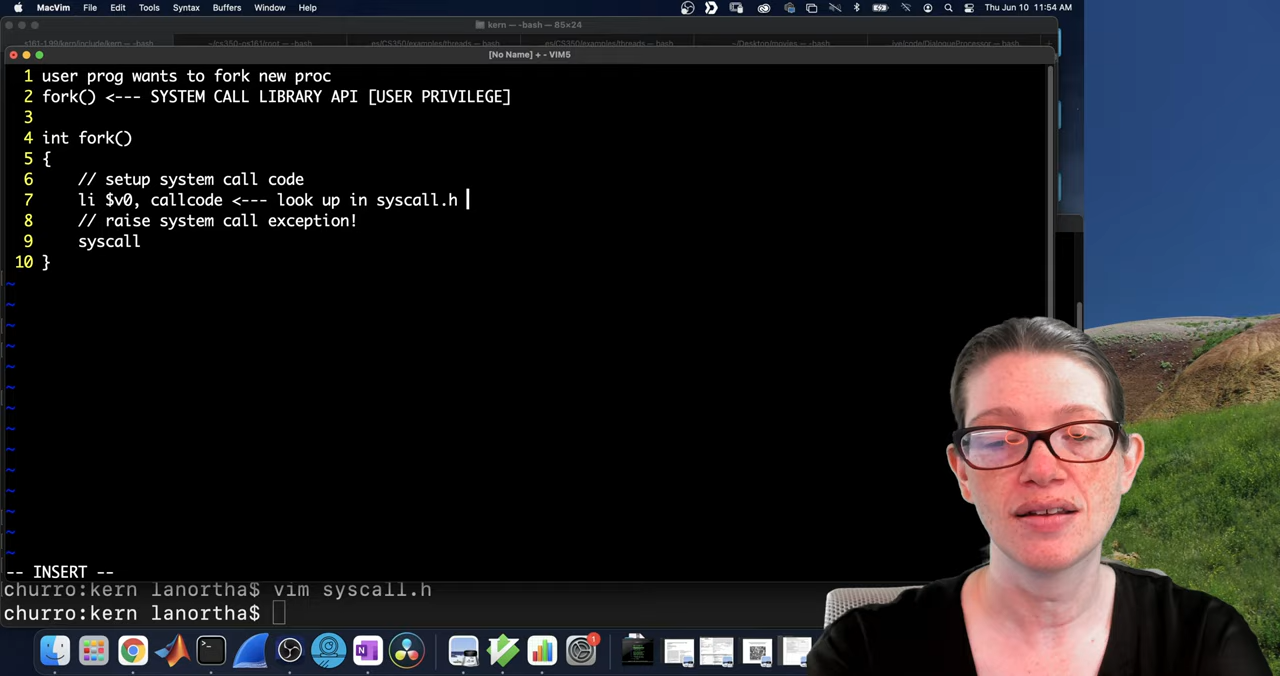 MacVim File Edit Tools Syntax Buffers Window Help Thu Jun 10 11:54 AM
kern — -bash — 85×24
[No Name] + - VIM5
1 user prog wants to fork new proc
2 fork() <--- SYSTEM CALL LIBRARY API [USER PRIVILEGE]
3
4 int fork()
5 {
6 // setup system call code
7 li $v0, callcode <--- look up in syscall.h
8 // raise system call exception!
9 syscall
10 }
~
~
~
~
~
~
~
~
~
~
~
~
~
~
-- INSERT --
churro:kern lanortha$ vim syscall.h
churro:kern lanortha$
1